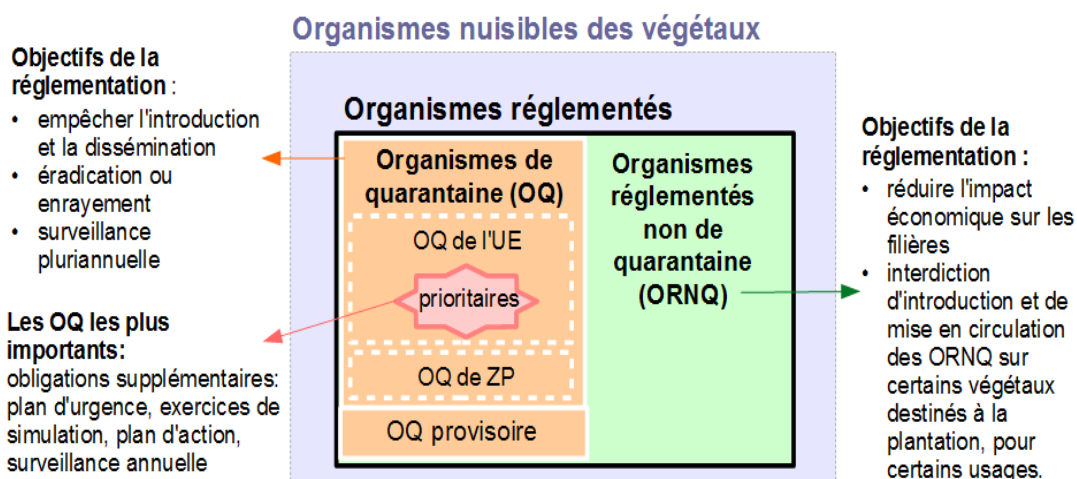 Organismes nuisibles des végétaux
Objectifs de la
réglementation :
• empêcher l'introduction
et la dissémination
• éradication ou
enrayement
• surveillance
pluriannuelle
Les OQ les plus
importants:
obligations supplémentaires:
plan d'urgence, exercices de
simulation, plan d'action,
surveillance annuelle
Organismes réglementés
Organismes de
quarantaine (OQ)
OQ de l'UE
prioritaires
OQ de ZP
OQ provisoire
Organismes
réglementés
non de
quarantaine
(ORNQ)
Objectifs de la
réglementation :
• réduire l'impact
économique sur les
filières
• interdiction
d'introduction et de
mise en circulation
des ORNQ sur
certains végétaux
destinés à la
plantation, pour
certains usages.